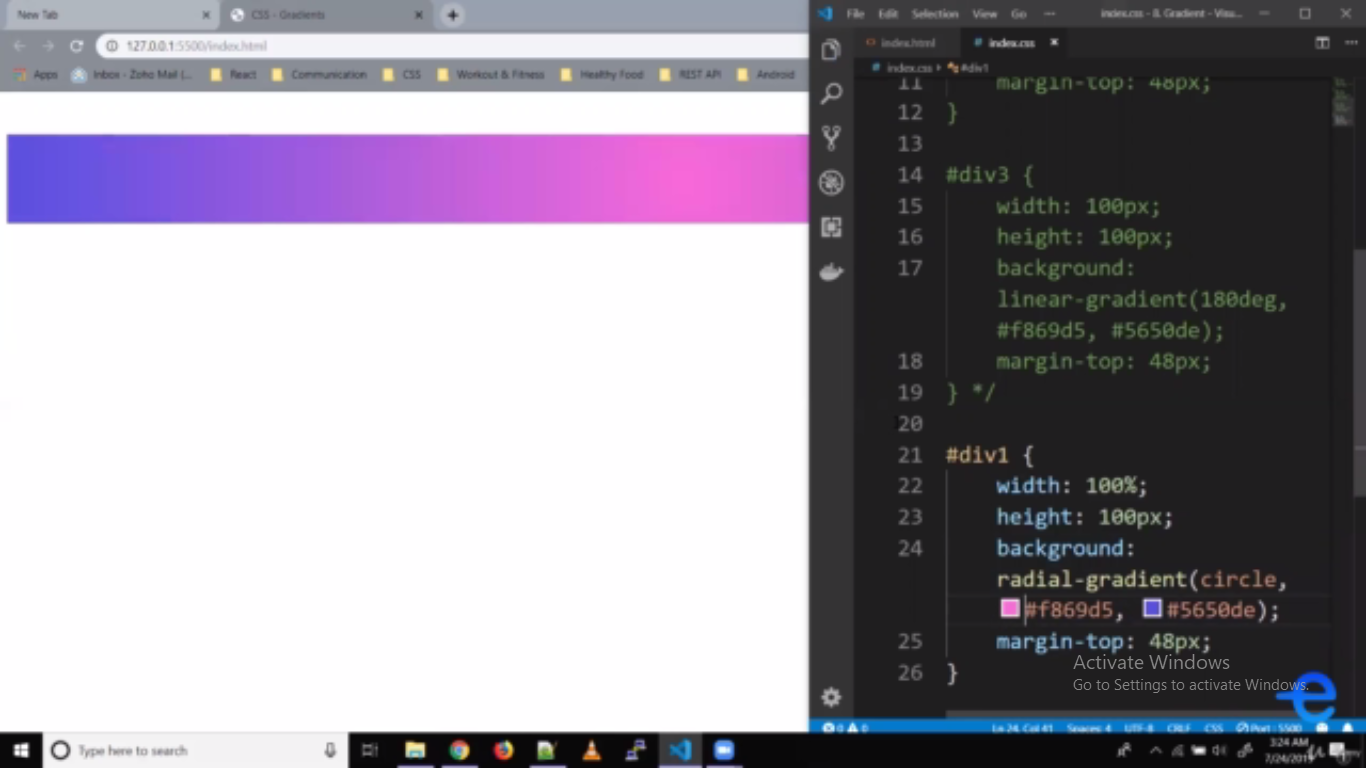 New Tab
CSS - Gradients
127.0.0.1:5500/index.html
Apps
Inbox - Zoho Mail (...
React
Communication
CSS
Workout & Fitness
Healthy Food
REST API
Android
File Edit Selection View Go ···
index.css - 8. Gradient - Visu...
index.html
index.css
index.css › #div1
11 margin-top: 48px;
12 }
13
14 #div3 {
15 width: 100px;
16 height: 100px;
17 background:
linear-gradient(180deg,
#f869d5, #5650de);
18 margin-top: 48px;
19 } */
20
21 #div1 {
22 width: 100%;
23 height: 100px;
24 background:
radial-gradient(circle,
#f869d5, #5650de);
25 margin-top: 48px;
26 }
Activate Windows
Go to Settings to activate Windows.
0 0
Ln 24, Col 41 Spaces: 4 UTF-8 CRLF CSS Port : 5500
Type here to search
3:24 AM